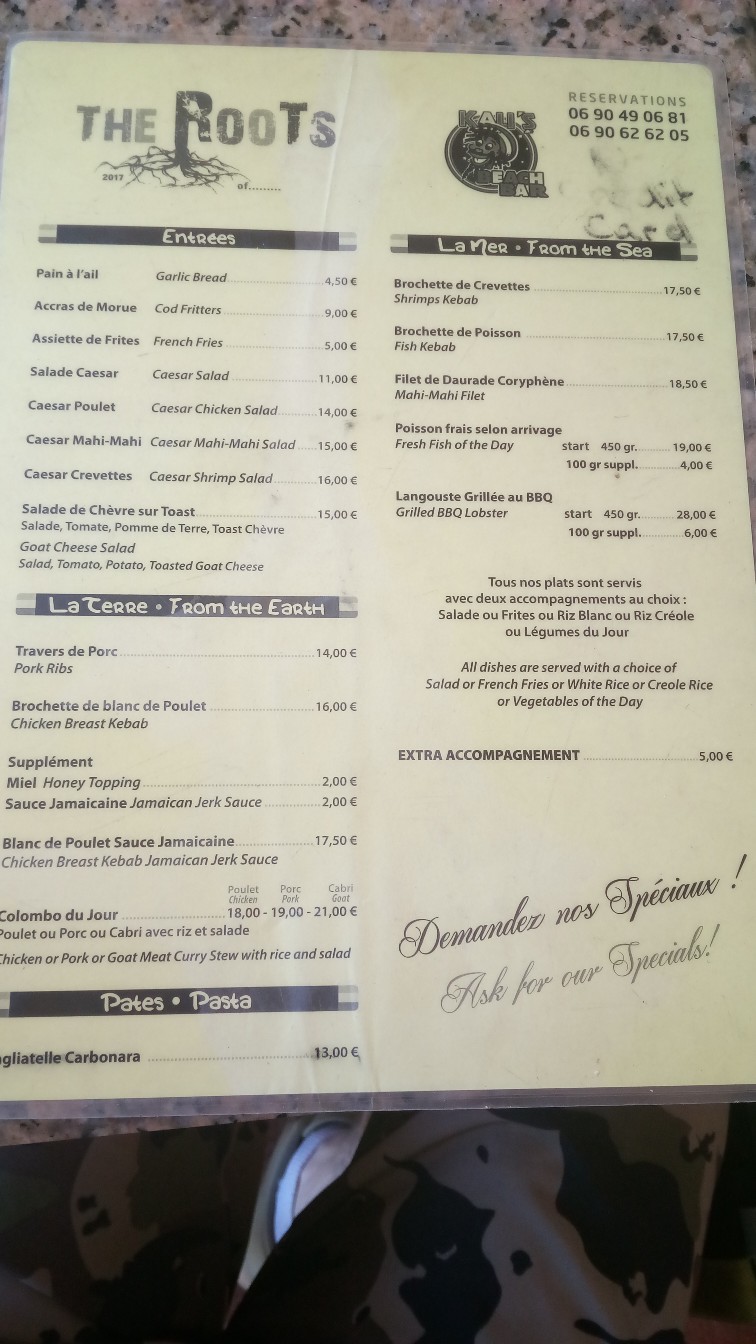 THE ROOTS
2017
of.........
KALI'S
BEACH
BAR
RESERVATIONS
06 90 49 06 81
06 90 62 62 05
Card
Entrées
Pain à l'ail Garlic Bread 4,50 €
Accras de Morue Cod Fritters 9,00 €
Assiette de Frites French Fries 5,00 €
Salade Caesar Caesar Salad 11,00 €
Caesar Poulet Caesar Chicken Salad 14,00 €
Caesar Mahi-Mahi Caesar Mahi-Mahi Salad 15,00 €
Caesar Crevettes Caesar Shrimp Salad 16,00 €
Salade de Chèvre sur Toast 15,00 €
Salade, Tomate, Pomme de Terre, Toast Chèvre
Goat Cheese Salad
Salad, Tomato, Potato, Toasted Goat Cheese
La Terre • From the Earth
Travers de Porc 14,00 €
Pork Ribs
Brochette de blanc de Poulet 16,00 €
Chicken Breast Kebab
Supplément
Miel Honey Topping 2,00 €
Sauce Jamaicaine Jamaican Jerk Sauce 2,00 €
Blanc de Poulet Sauce Jamaicaine 17,50 €
Chicken Breast Kebab Jamaican Jerk Sauce
Poulet Porc Cabri
Chicken Pork Goat
Colombo du Jour 18,00 - 19,00 - 21,00 €
Poulet ou Porc ou Cabri avec riz et salade
Chicken or Pork or Goat Meat Curry Stew with rice and salad
Pates • Pasta
gliatelle Carbonara 13,00 €
La Mer • From the Sea
Brochette de Crevettes 17,50 €
Shrimps Kebab
Brochette de Poisson 17,50 €
Fish Kebab
Filet de Daurade Coryphène 18,50 €
Mahi-Mahi Filet
Poisson frais selon arrivage
Fresh Fish of the Day start 450 gr. 19,00 €
100 gr suppl. 4,00 €
Langouste Grillée au BBQ
Grilled BBQ Lobster start 450 gr. 28,00 €
100 gr suppl. 6,00 €
Tous nos plats sont servis
avec deux accompagnements au choix :
Salade ou Frites ou Riz Blanc ou Riz Créole
ou Légumes du Jour
All dishes are served with a choice of
Salad or French Fries or White Rice or Creole Rice
or Vegetables of the Day
EXTRA ACCOMPAGNEMENT 5,00 €
Demandez nos Spéciaux !
Ask for our Specials!